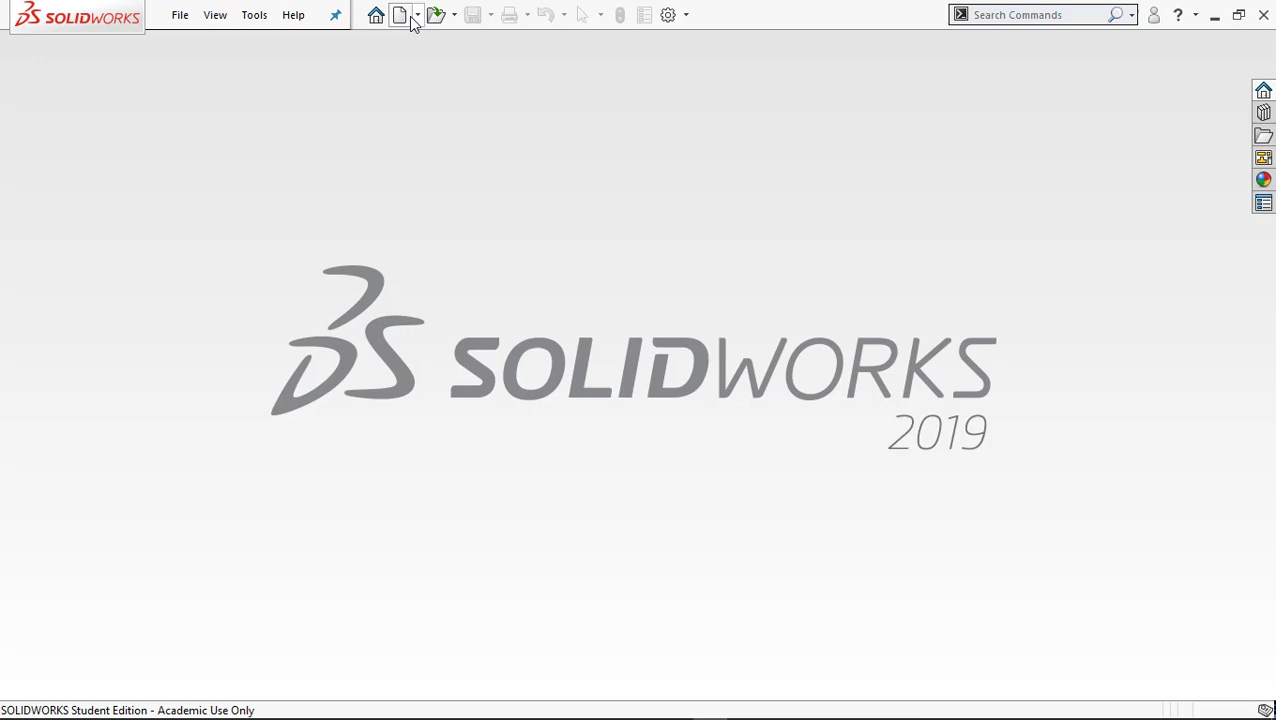 SOLIDWORKS File View Tools Help Search Commands ?
SOLIDWORKS
2019
SOLIDWORKS Student Edition - Academic Use Only